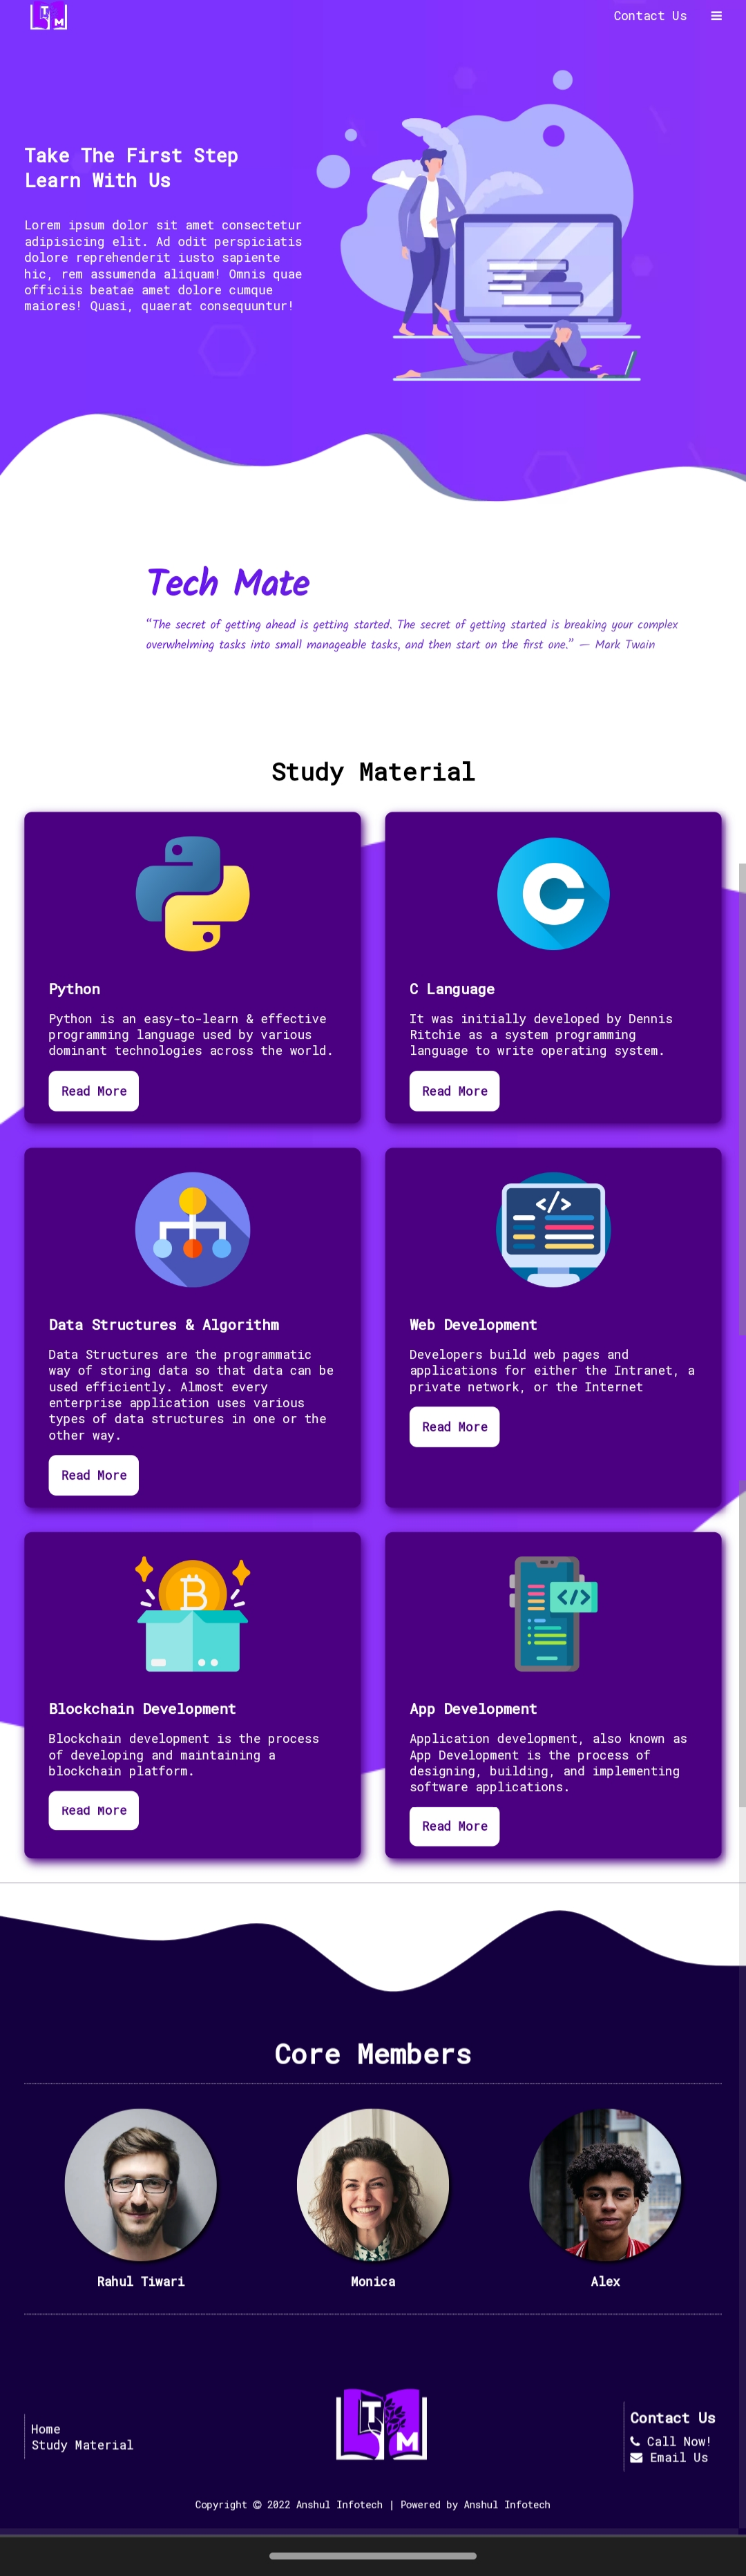 T M
Contact Us
Take The First Step
Learn With Us
Lorem ipsum dolor sit amet consectetur
adipisicing elit. Ad odit perspiciatis
dolore reprehenderit iusto sapiente
hic, rem assumenda aliquam! Omnis quae
officiis beatae amet dolore cumque
maiores! Quasi, quaerat consequuntur!
Tech Mate
“The secret of getting ahead is getting started. The secret of getting started is breaking your complex
overwhelming tasks into small manageable tasks, and then start on the first one.” — Mark Twain
Study Material
C
Python
C Language
Python is an easy-to-learn & effective
programming language used by various
dominant technologies across the world.
Read More
It was initially developed by Dennis
Ritchie as a system programming
language to write operating system.
Read More
</>
Data Structures & Algorithm
Data Structures are the programmatic
way of storing data so that data can be
used efficiently. Almost every
enterprise application uses various
types of data structures in one or the
other way.
Read More
Web Development
Developers build web pages and
applications for either the Intranet, a
private network, or the Internet
Read More
</>
Blockchain Development
Blockchain development is the process
of developing and maintaining a
blockchain platform.
Read More
App Development
Application development, also known as
App Development is the process of
designing, building, and implementing
software applications.
Read More
Core Members
Rahul Tiwari
Monica
Alex
Home
Study Material
T M
Contact Us
Call Now!
Email Us
Copyright © 2022 Anshul Infotech | Powered by Anshul Infotech